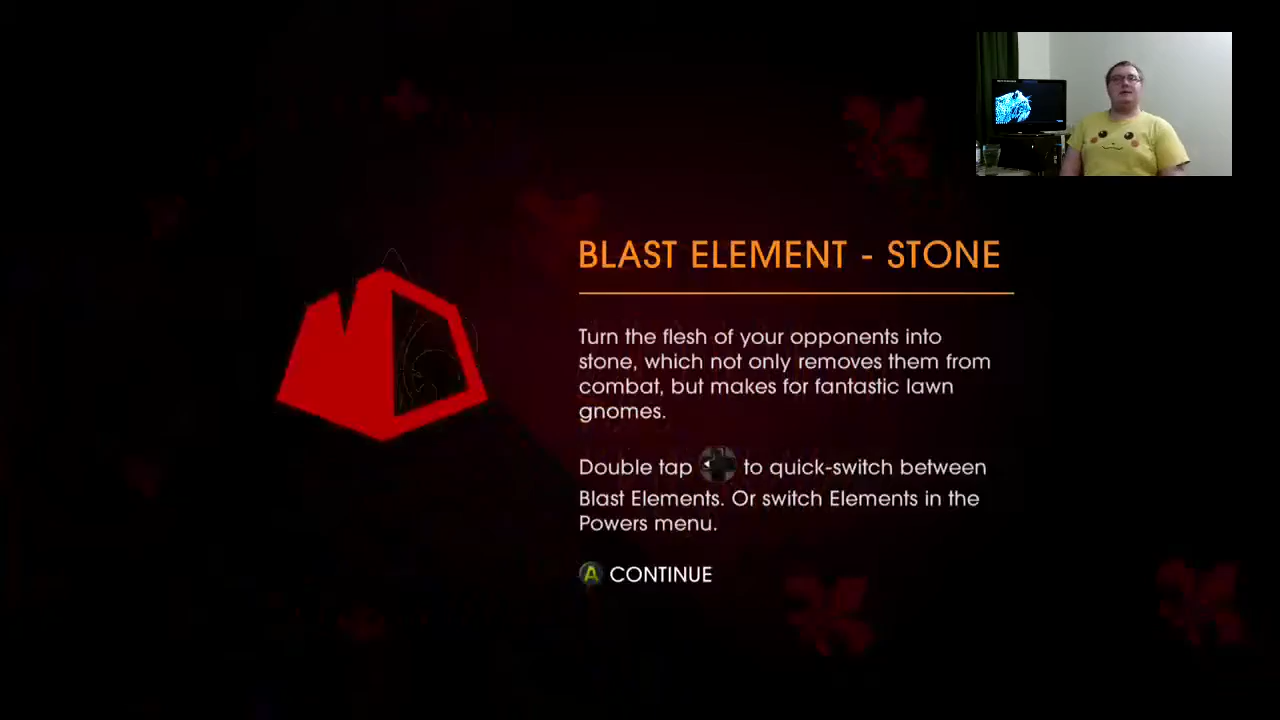 BLAST ELEMENT - STONE
Turn the flesh of your opponents into
stone, which not only removes them from
combat, but makes for fantastic lawn
gnomes.
Double tap to quick-switch between
Blast Elements. Or switch Elements in the
Powers menu.
A CONTINUE